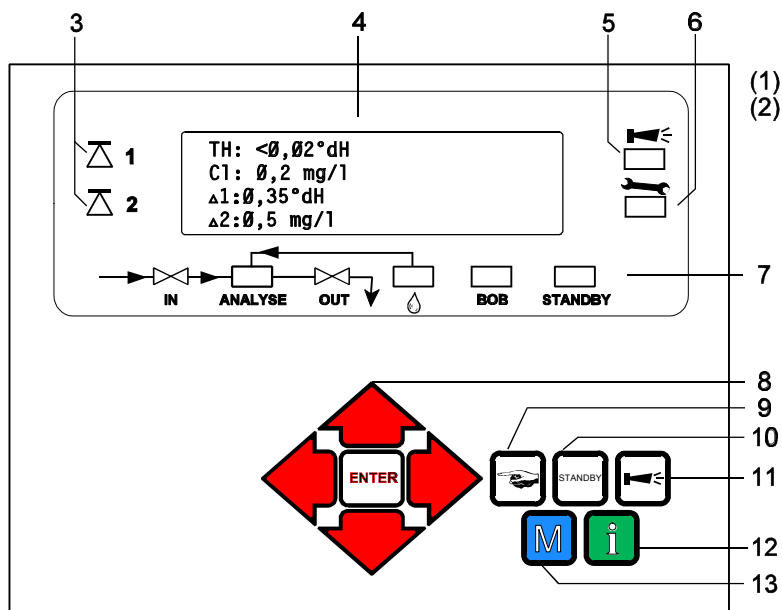 3 4 5 6
(1)
(2)
1
2
TH: <Ø,Ø2°dH
Cl: Ø,2 mg/l
▵1:Ø,35°dH
▵2:Ø,5 mg/l
7
IN ANALYSE OUT BOB STANDBY
8
9
10
ENTER
STANDBY
11
M i
12
13